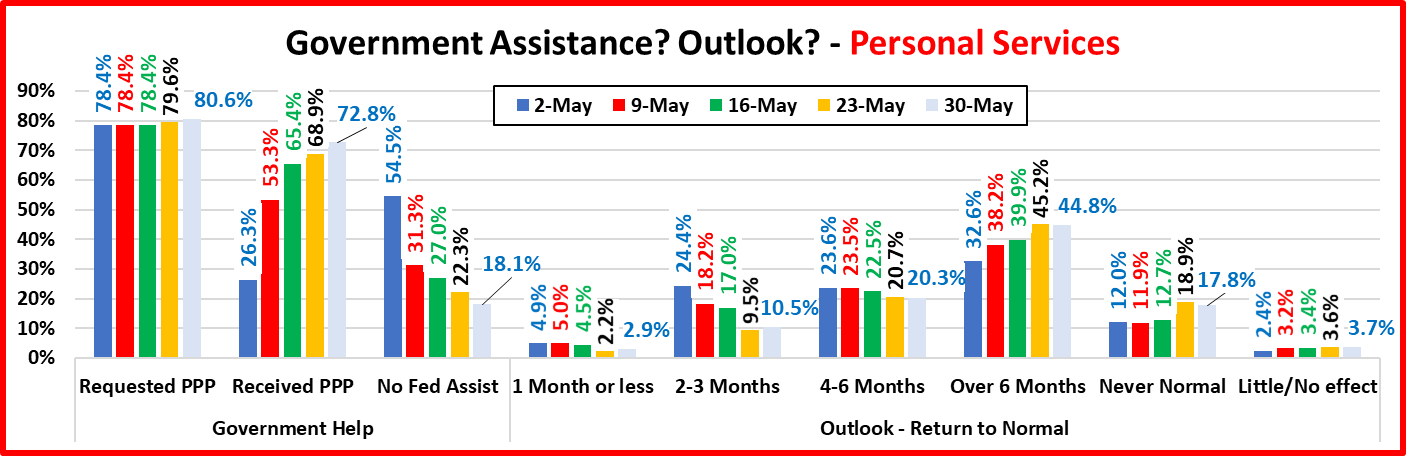 Government Assistance? Outlook? - Personal Services
2-May 9-May 16-May 23-May 30-May
90%
80%
70%
60%
50%
40%
30%
20%
10%
0%
78.4% 78.4% 78.4% 79.6% 80.6%
26.3% 53.3% 65.4% 68.9% 72.8%
54.5% 31.3% 27.0% 22.3% 18.1%
4.9% 5.0% 4.5% 2.2% 2.9%
24.4% 18.2% 17.0% 9.5% 10.5%
23.6% 23.5% 22.5% 20.7% 20.3%
32.6% 38.2% 39.9% 45.2% 44.8%
12.0% 11.9% 12.7% 18.9% 17.8%
2.4% 3.2% 3.4% 3.6% 3.7%
Requested PPP Received PPP No Fed Assist 1 Month or less 2-3 Months 4-6 Months Over 6 Months Never Normal Little/No effect
Government Help Outlook - Return to Normal